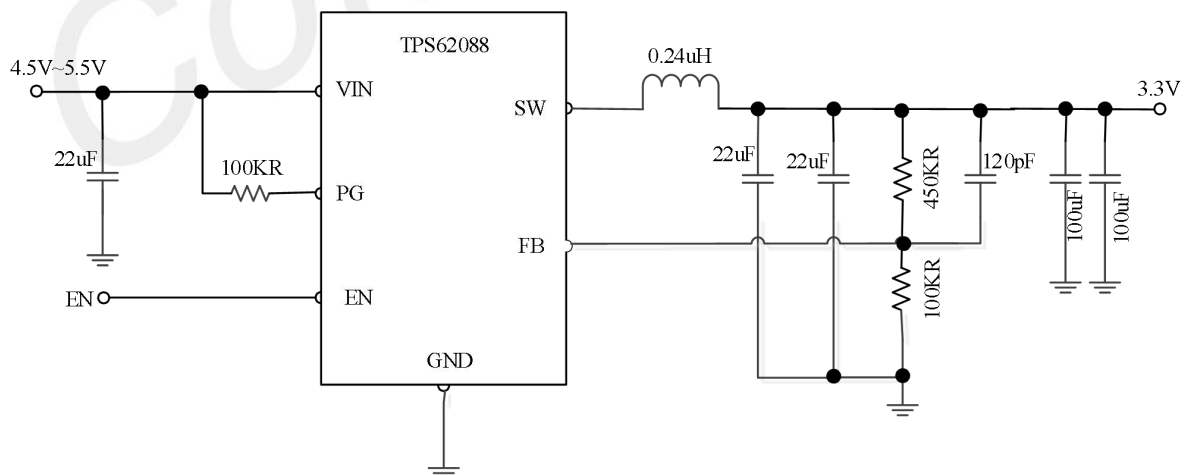 TPS62088
0.24uH
4.5V~5.5V
VIN
3.3V
SW
22uF
100KR
PG
22uF
22uF
450KR
120pF
100uF
100uF
FB
EN
EN
100KR
GND